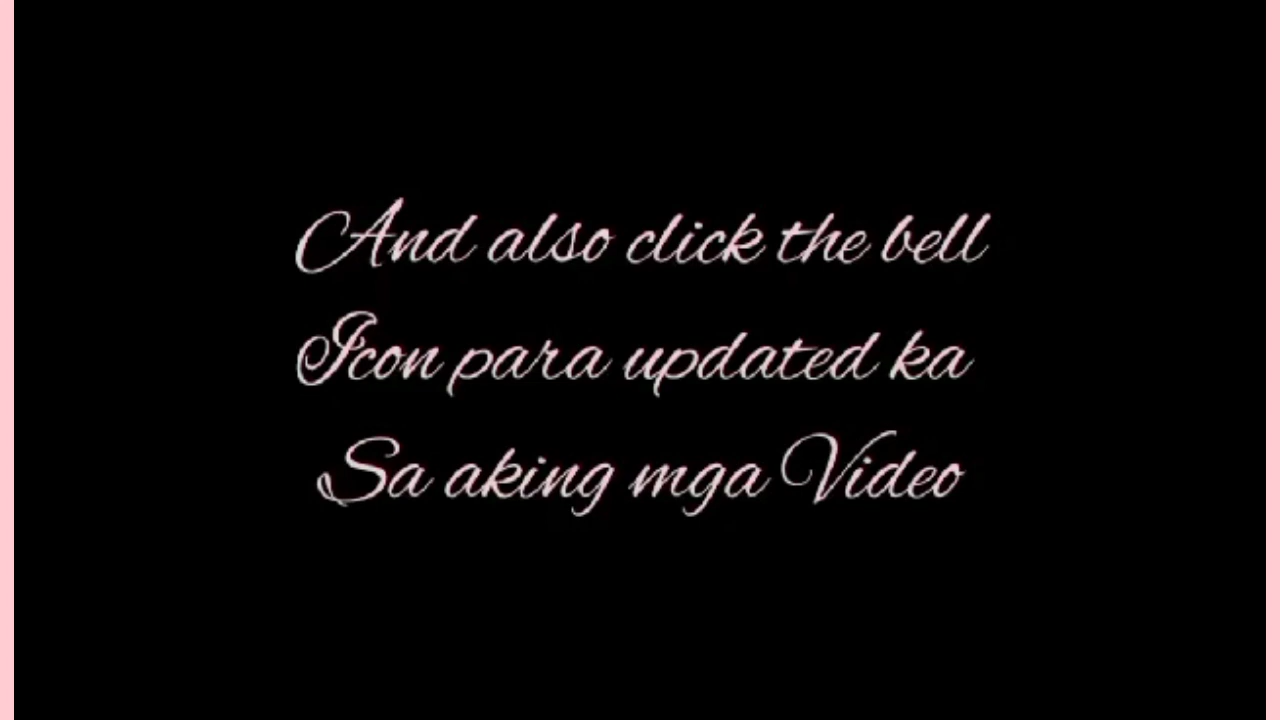 And also click the bell
Icon para updated ka
Sa aking mga Video